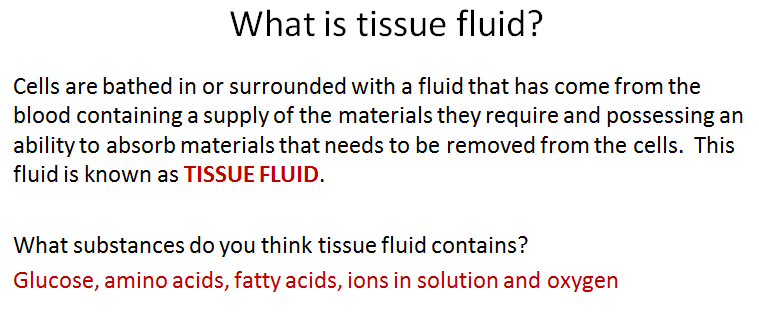 What is tissue fluid?
Cells are bathed in or surrounded with a fluid that has come from the
blood containing a supply of the materials they require and possessing an
ability to absorb materials that needs to be removed from the cells.  This
fluid is known as TISSUE FLUID.
What substances do you think tissue fluid contains?
Glucose, amino acids, fatty acids, ions in solution and oxygen